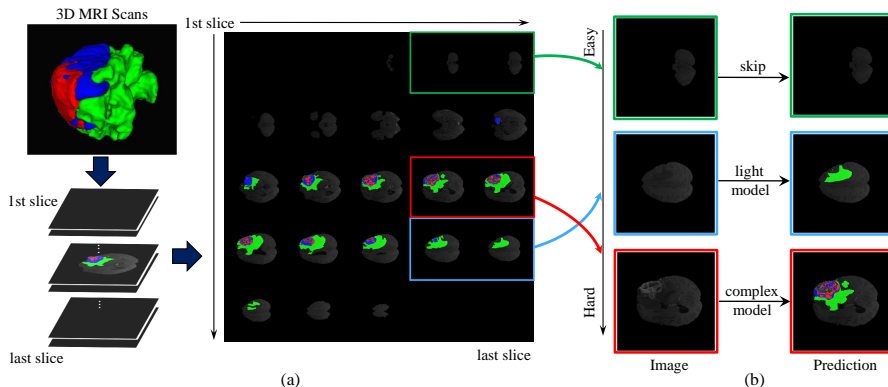 3D MRI Scans
1st slice
last slice
1st slice
last slice
(a)
Easy
Hard
skip
light
model
complex
model
Image
Prediction
(b)